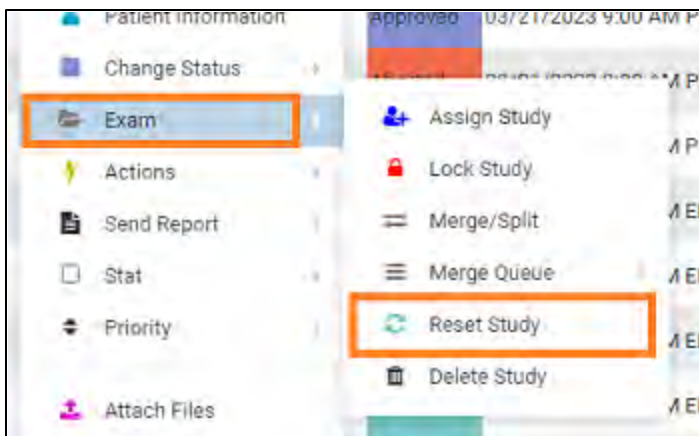 Patient Information
Approved 03/21/2023 9:00 AM P
Change Status
Exam
Assign Study
Actions
Lock Study
Send Report
Merge/Split
Stat
Merge Queue
Priority
Reset Study
Delete Study
Attach Files